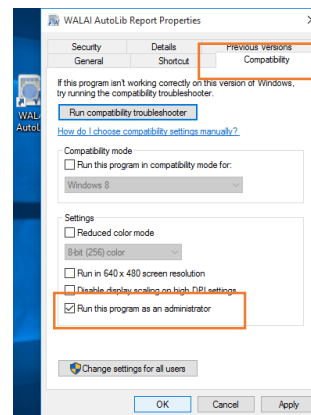 WALAI AutoLib Report Properties
Security Details Previous Versions
General Shortcut Compatibility
If this program isn't working correctly on this version of Windows,
try running the compatibility troubleshooter.
Run compatibility troubleshooter
How do I choose compatibility settings manually?
Compatibility mode
Run this program in compatibility mode for:
Windows 8
Settings
Reduced color mode
8-bit (256) color
Run in 640 x 480 screen resolution
Disable display scaling on high DPI settings
Run this program as an administrator
Change settings for all users
OK Cancel Apply
WALAI
AutoL